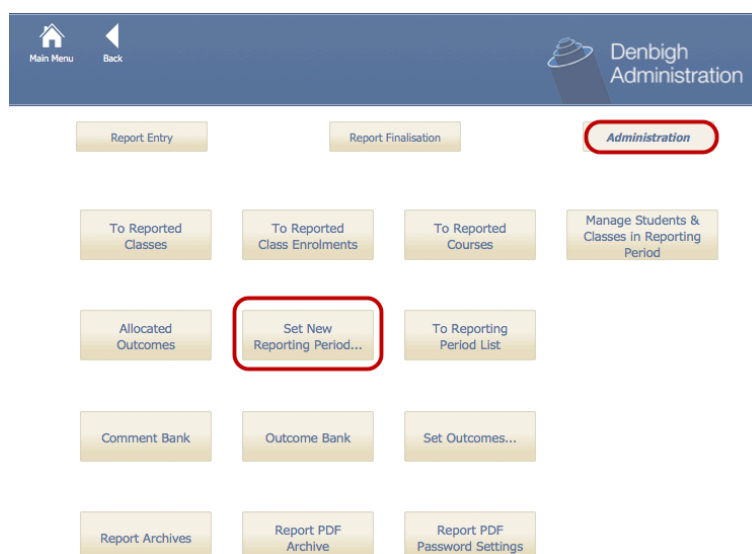 Main Menu
Back
Denbigh
Administration
Report Entry
Report Finalisation
Administration
To Reported
Classes
To Reported
Class Enrolments
To Reported
Courses
Manage Students &
Classes in Reporting
Period
Allocated
Outcomes
Set New
Reporting Period...
To Reporting
Period List
Comment Bank
Outcome Bank
Set Outcomes...
Report Archives
Report PDF
Archive
Report PDF
Password Settings